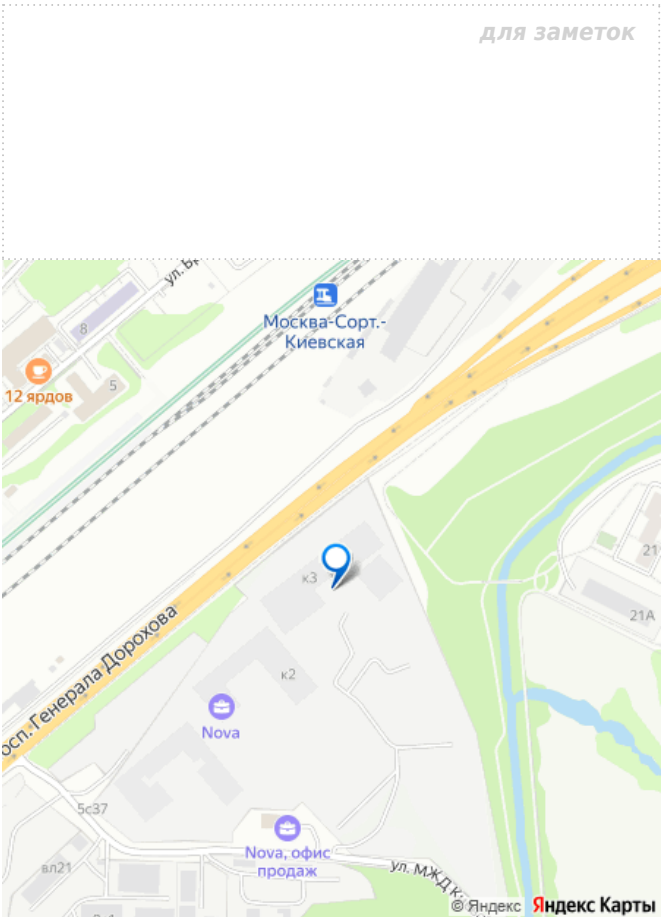 для заметок
ул. Бр
Москва-Сорт.-
Киевская
8
5
12 ярдов
к3
21
21А
осп. Генерала Дорохова
к2
Nova
5с37
Nova, офис
продаж
вл21
ул. МЖД К
© Яндекс Яндекс Карты